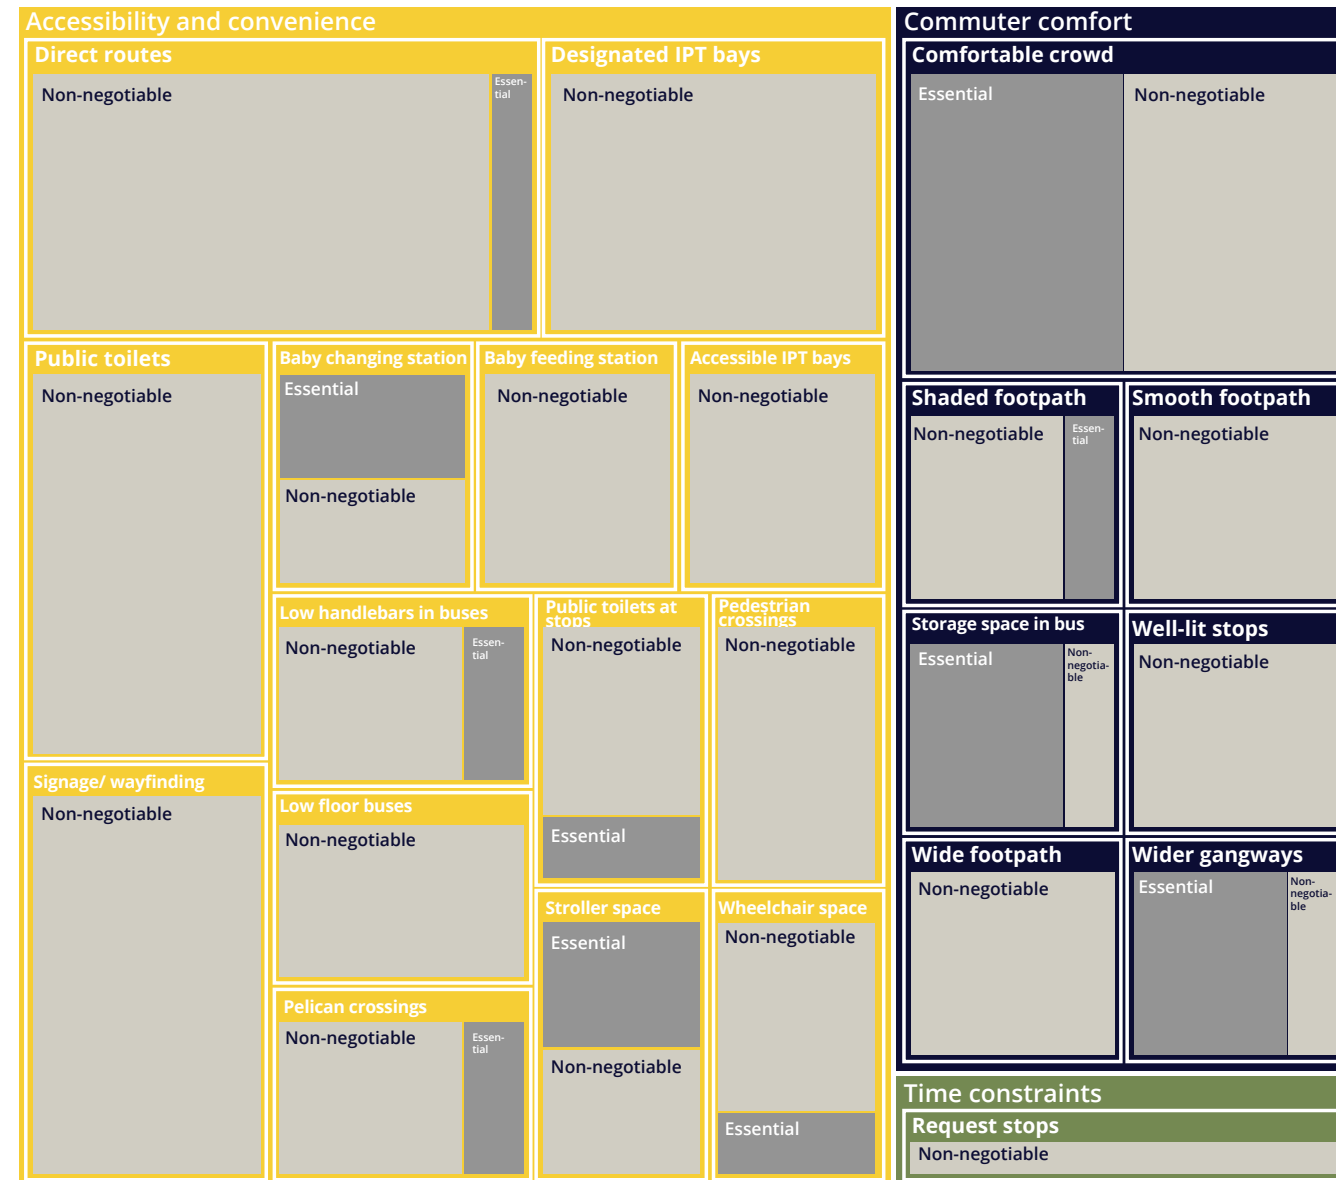 Accessibility and convenience
Direct routes
Non-negotiable
Essen-
tial
Designated IPT bays
Non-negotiable
Public toilets
Non-negotiable
Baby changing station
Essential
Non-negotiable
Baby feeding station
Non-negotiable
Accessible IPT bays
Non-negotiable
Low handlebars in buses
Non-negotiable
Essen-
tial
Public toilets at
stops
Non-negotiable
Essential
Pedestrian
crossings
Non-negotiable
Signage/ wayfinding
Non-negotiable
Low floor buses
Non-negotiable
Pelican crossings
Non-negotiable
Essen-
tial
Stroller space
Essential
Non-negotiable
Wheelchair space
Non-negotiable
Essential
Commuter comfort
Comfortable crowd
Essential
Non-negotiable
Shaded footpath
Non-negotiable
Essen-
tial
Smooth footpath
Non-negotiable
Storage space in bus
Essential
Non-
negotia-
ble
Well-lit stops
Non-negotiable
Wide footpath
Non-negotiable
Wider gangways
Essential
Non-
negotia-
ble
Time constraints
Request stops
Non-negotiable